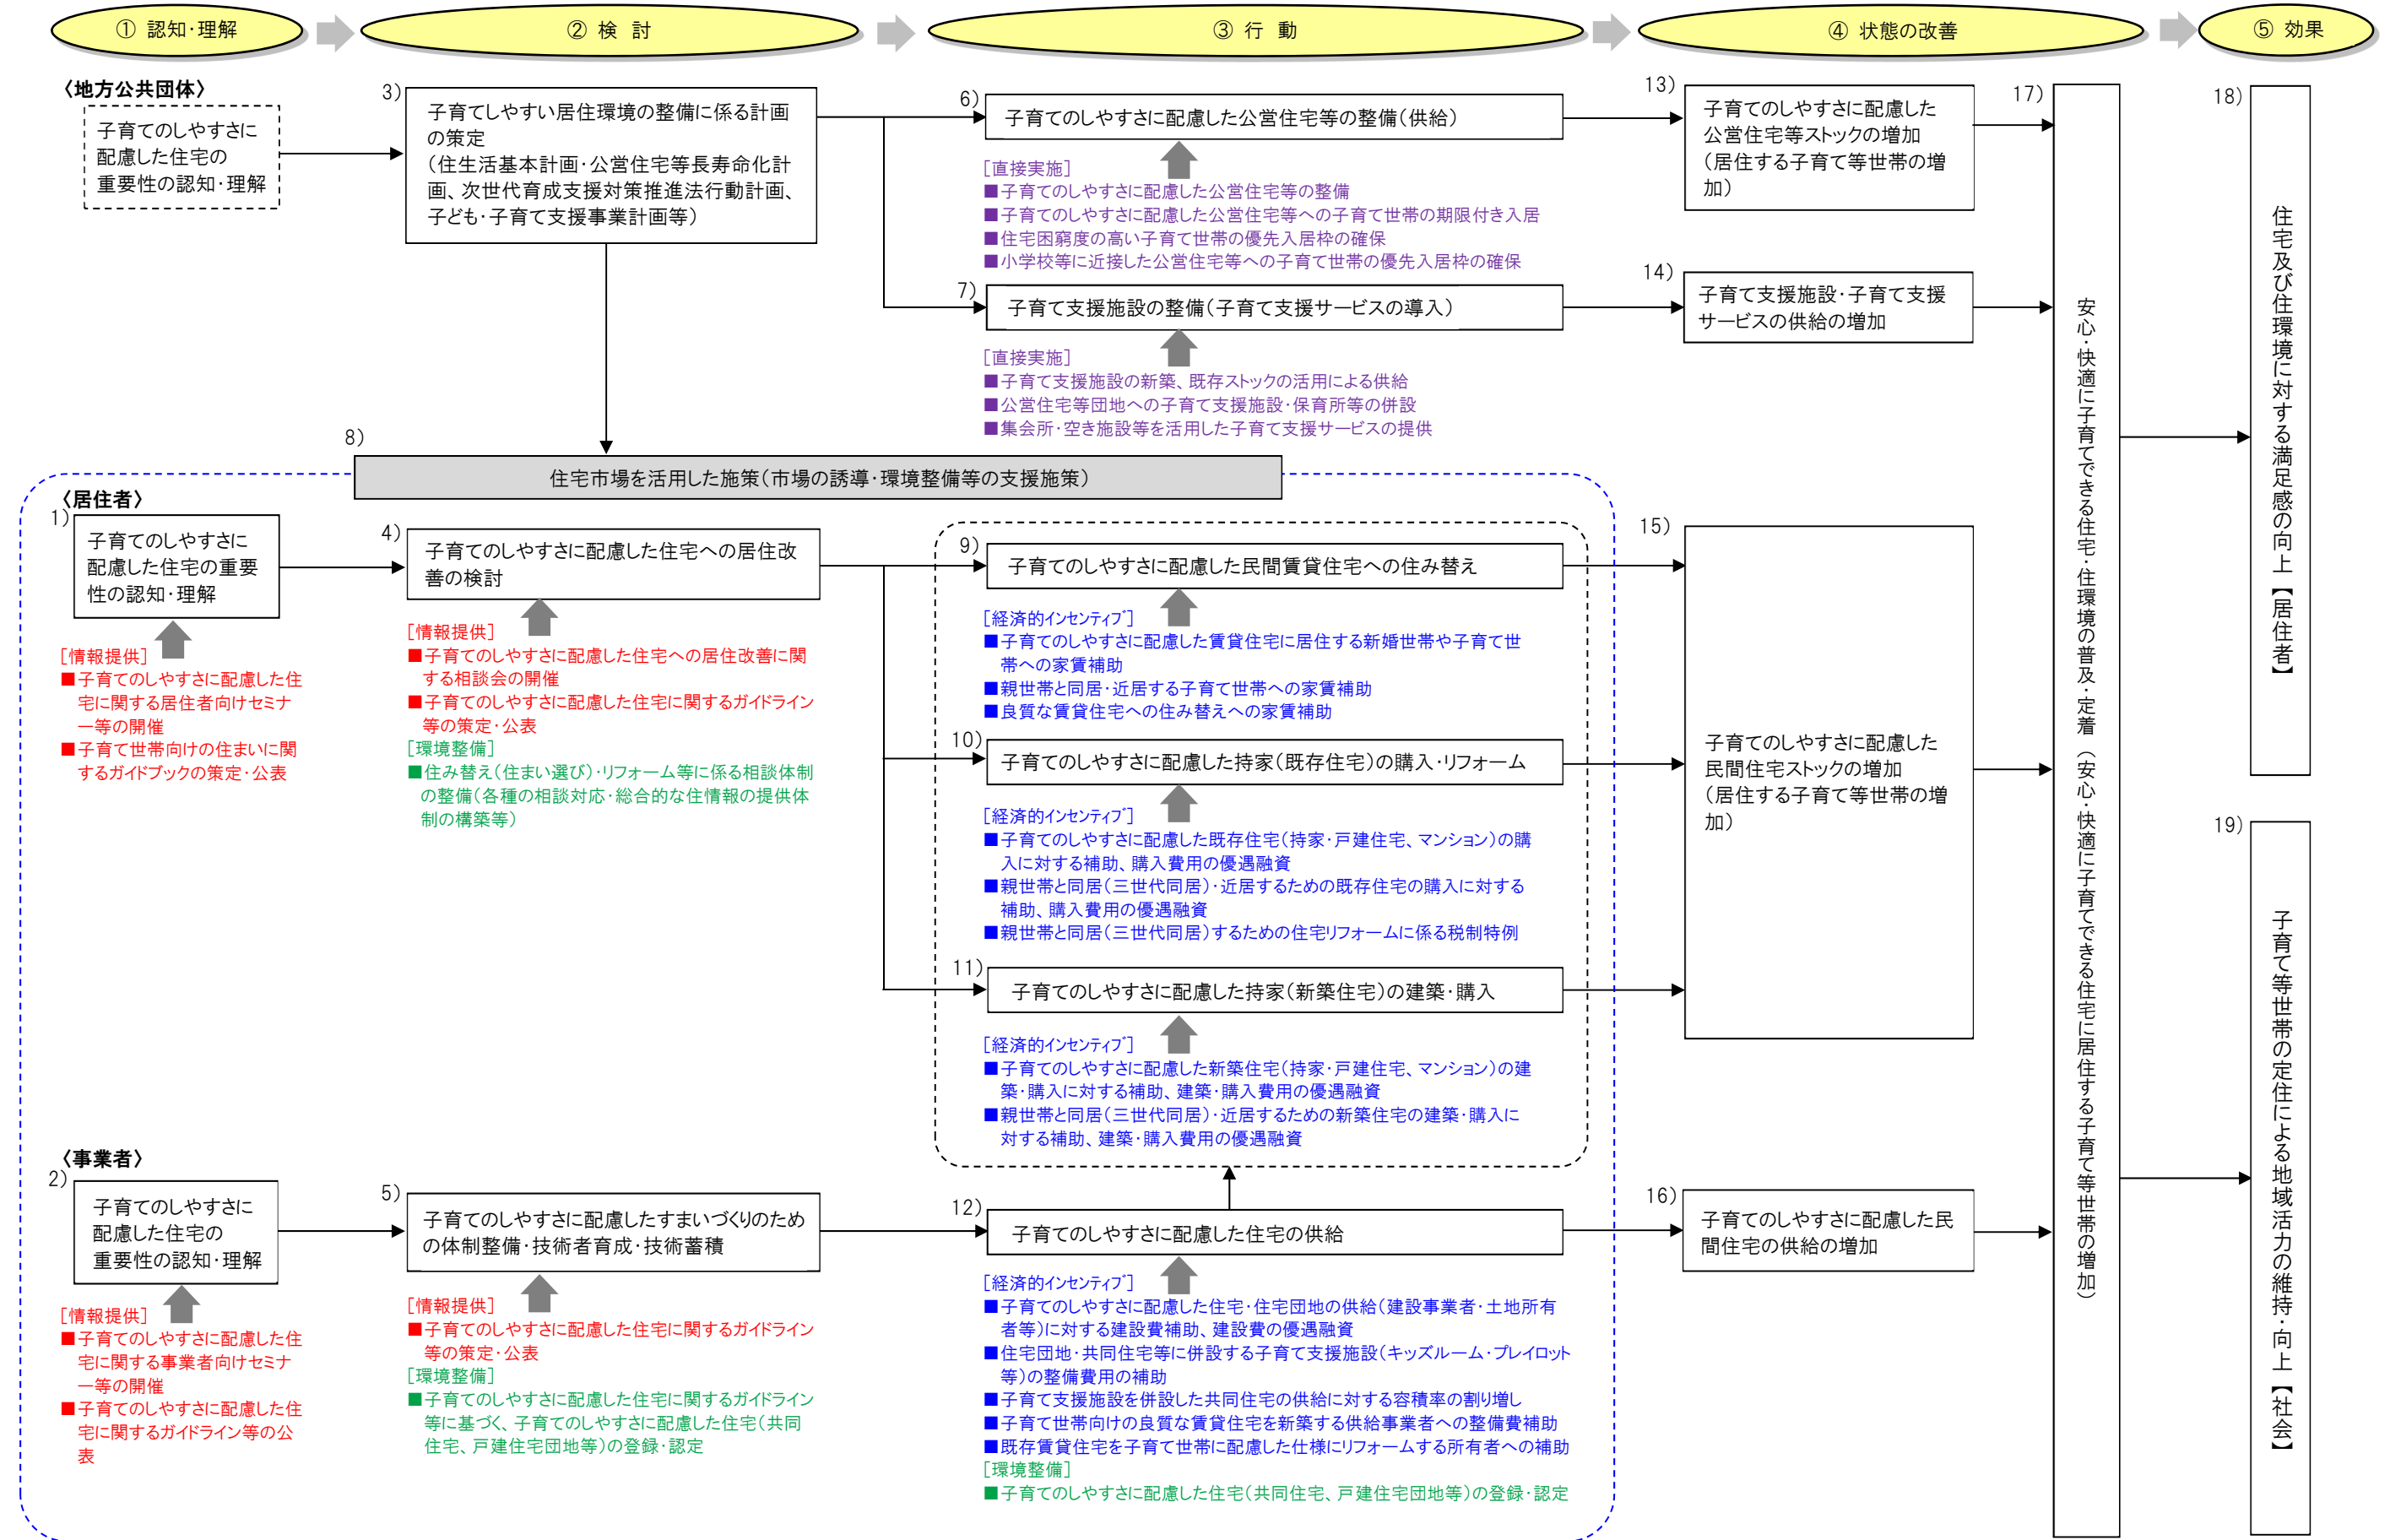 ① 認知・理解
② 検 討
③ 行 動
④ 状態の改善
⑤ 効果
〈地方公共団体〉
子育てのしやすさに
配慮した住宅の
重要性の認知・理解
3)
子育てしやすい居住環境の整備に係る計画
の策定
(住生活基本計画・公営住宅等長寿命化計
画、次世代育成支援対策推進法行動計画、
子ども・子育て支援事業計画等)
6)
子育てのしやすさに配慮した公営住宅等の整備(供給)
[直接実施]
■子育てのしやすさに配慮した公営住宅等の整備
■子育てのしやすさに配慮した公営住宅等への子育て世帯の期限付き入居
■住宅困窮度の高い子育て世帯の優先入居枠の確保
■小学校等に近接した公営住宅等への子育て世帯の優先入居枠の確保
7)
子育て支援施設の整備(子育て支援サービスの導入)
[直接実施]
■子育て支援施設の新築、既存ストックの活用による供給
■公営住宅等団地への子育て支援施設・保育所等の併設
■集会所・空き施設等を活用した子育て支援サービスの提供
13)
子育てのしやすさに配慮した
公営住宅等ストックの増加
(居住する子育て等世帯の増
加)
14)
子育て支援施設・子育て支援
サービスの供給の増加
8)
住宅市場を活用した施策(市場の誘導・環境整備等の支援施策)
〈居住者〉
1)
子育てのしやすさに
配慮した住宅の重要
性の認知・理解
[情報提供]
■子育てのしやすさに配慮した住
宅に関する居住者向けセミナ
ー等の開催
■子育て世帯向けの住まいに関
するガイドブックの策定・公表
4)
子育てのしやすさに配慮した住宅への居住改
善の検討
[情報提供]
■子育てのしやすさに配慮した住宅への居住改善に関
する相談会の開催
■子育てのしやすさに配慮した住宅に関するガイドライン
等の策定・公表
[環境整備]
■住み替え(住まい選び)・リフォーム等に係る相談体制
の整備(各種の相談対応・総合的な住情報の提供体
制の構築等)
9)
子育てのしやすさに配慮した民間賃貸住宅への住み替え
[経済的インセンティブ]
■子育てのしやすさに配慮した賃貸住宅に居住する新婚世帯や子育て世
帯への家賃補助
■親世帯と同居・近居する子育て世帯への家賃補助
■良質な賃貸住宅への住み替えへの家賃補助
10)
子育てのしやすさに配慮した持家(既存住宅)の購入・リフォーム
[経済的インセンティブ]
■子育てのしやすさに配慮した既存住宅(持家・戸建住宅、マンション)の購
入に対する補助、購入費用の優遇融資
■親世帯と同居(三世代同居)・近居するための既存住宅の購入に対する
補助、購入費用の優遇融資
■親世帯と同居(三世代同居)するための住宅リフォームに係る税制特例
11)
子育てのしやすさに配慮した持家(新築住宅)の建築・購入
[経済的インセンティブ]
■子育てのしやすさに配慮した新築住宅(持家・戸建住宅、マンション)の建
築・購入に対する補助、建築・購入費用の優遇融資
■親世帯と同居(三世代同居)・近居するための新築住宅の建築・購入に
対する補助、建築・購入費用の優遇融資
15)
子育てのしやすさに配慮した
民間住宅ストックの増加
(居住する子育て等世帯の増
加)
〈事業者〉
2)
子育てのしやすさに
配慮した住宅の
重要性の認知・理解
[情報提供]
■子育てのしやすさに配慮した住
宅に関する事業者向けセミナ
ー等の開催
■子育てのしやすさに配慮した住
宅に関するガイドライン等の公
表
5)
子育てのしやすさに配慮したすまいづくりのため
の体制整備・技術者育成・技術蓄積
[情報提供]
■子育てのしやすさに配慮した住宅に関するガイドライン
等の策定・公表
[環境整備]
■子育てのしやすさに配慮した住宅に関するガイドライン
等に基づく、子育てのしやすさに配慮した住宅(共同
住宅、戸建住宅団地等)の登録・認定
12)
子育てのしやすさに配慮した住宅の供給
[経済的インセンティブ]
■子育てのしやすさに配慮した住宅・住宅団地の供給(建設事業者・土地所有
者等)に対する建設費補助、建設費の優遇融資
■住宅団地・共同住宅等に併設する子育て支援施設(キッズルーム・プレイロット
等)の整備費用の補助
■子育て支援施設を併設した共同住宅の供給に対する容積率の割り増し
■子育て世帯向けの良質な賃貸住宅を新築する供給事業者への整備費補助
■既存賃貸住宅を子育て世帯に配慮した仕様にリフォームする所有者への補助
[環境整備]
■子育てのしやすさに配慮した住宅(共同住宅、戸建住宅団地等)の登録・認定
16)
子育てのしやすさに配慮した民
間住宅の供給の増加
17)
安心・快適に子育てできる住宅・住環境の普及・定着(安心・快適に子育てできる住宅に居住する子育て等世帯の増加)
18)
住宅及び住環境に対する満足感の向上【居住者】
19)
子育て等世帯の定住による地域活力の維持・向上【社会】